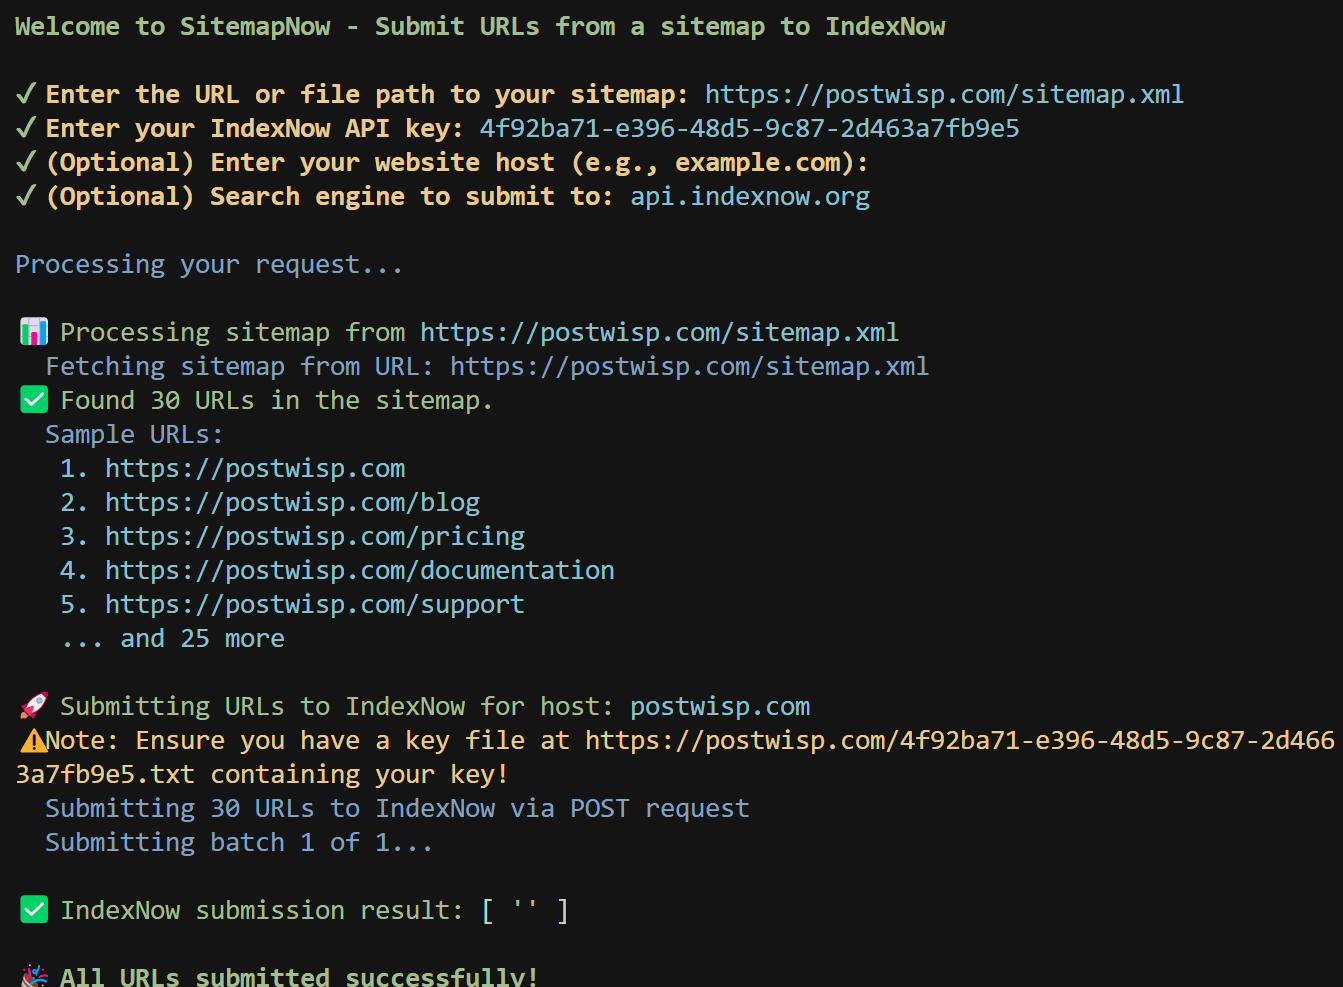 Welcome to SitemapNow - Submit URLs from a sitemap to IndexNow
✓ Enter the URL or file path to your sitemap: https://postwisp.com/sitemap.xml
✓ Enter your IndexNow API key: 4f92ba71-e396-48d5-9c87-2d463a7fb9e5
✓ (Optional) Enter your website host (e.g., example.com):
✓ (Optional) Search engine to submit to: api.indexnow.org
Processing your request...
📊 Processing sitemap from https://postwisp.com/sitemap.xml
Fetching sitemap from URL: https://postwisp.com/sitemap.xml
✅ Found 30 URLs in the sitemap.
Sample URLs:
1. https://postwisp.com
2. https://postwisp.com/blog
3. https://postwisp.com/pricing
4. https://postwisp.com/documentation
5. https://postwisp.com/support
... and 25 more
🚀 Submitting URLs to IndexNow for host: postwisp.com
⚠️Note: Ensure you have a key file at https://postwisp.com/4f92ba71-e396-48d5-9c87-2d466
3a7fb9e5.txt containing your key!
Submitting 30 URLs to IndexNow via POST request
Submitting batch 1 of 1...
✅ IndexNow submission result: [ '' ]
🎉 All URLs submitted successfully!